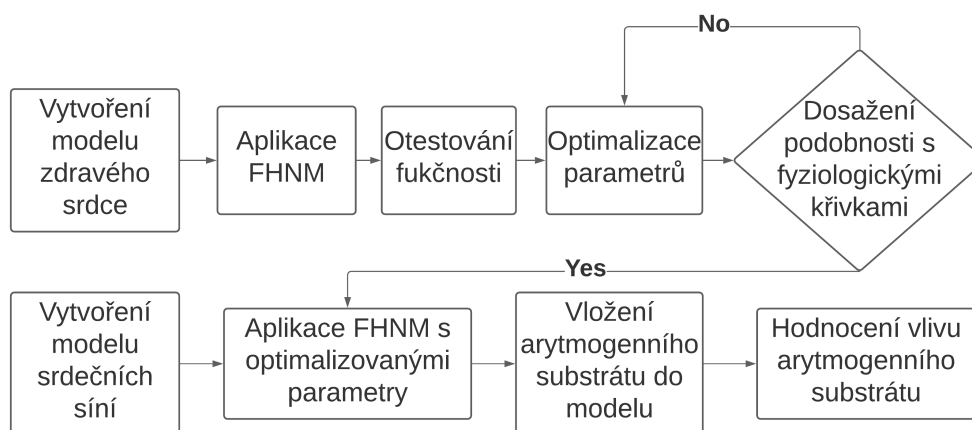 No
Vytvoření
modelu
zdravého
srdce
Aplikace
FHNM
Otestování
fukčnosti
Optimalizace
parametrů
Dosažení
podobnosti s
fyziologickými
křivkami
Yes
Vytvoření
modelu
srdečních
síní
Aplikace FHNM s
optimalizovanými
parametry
Vložení
arytmogenního
substrátu do
modelu
Hodnocení vlivu
arytmogenního
substrátu